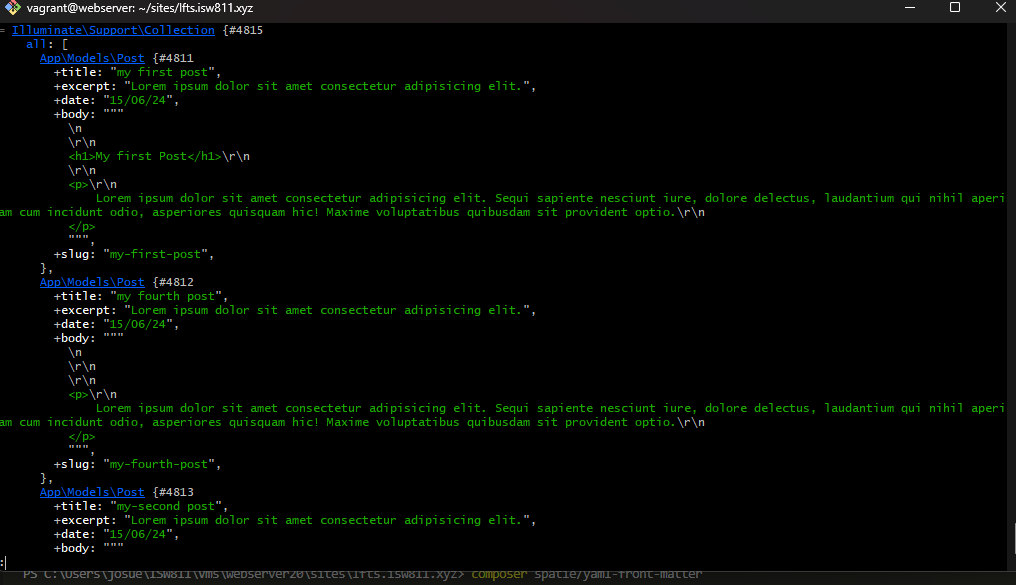 vagrant@webserver: ~/sites/lfts.isw811.xyz
= Illuminate\Support\Collection {#4815
all: [
App\Models\Post {#4811
+title: "my first post",
+excerpt: "Lorem ipsum dolor sit amet consectetur adipisicing elit.",
+date: "15/06/24",
+body: """
\n
\r\n
<h1>My first Post</h1>\r\n
\r\n
<p>\r\n
Lorem ipsum dolor sit amet consectetur adipisicing elit. Sequi sapiente nesciunt iure, dolore delectus, laudantium qui nihil aperi
am cum incidunt odio, asperiores quisquam hic! Maxime voluptatibus quibusdam sit provident optio.\r\n
</p>
""",
+slug: "my-first-post",
},
App\Models\Post {#4812
+title: "my fourth post",
+excerpt: "Lorem ipsum dolor sit amet consectetur adipisicing elit.",
+date: "15/06/24",
+body: """
\n
\r\n
\r\n
<p>\r\n
Lorem ipsum dolor sit amet consectetur adipisicing elit. Sequi sapiente nesciunt iure, dolore delectus, laudantium qui nihil aperi
am cum incidunt odio, asperiores quisquam hic! Maxime voluptatibus quibusdam sit provident optio.\r\n
</p>
""",
+slug: "my-fourth-post",
},
App\Models\Post {#4813
+title: "my-second post",
+excerpt: "Lorem ipsum dolor sit amet consectetur adipisicing elit.",
+date: "15/06/24",
+body: """
:
PS C:\Users\josue\ISW811\vms\webserver20\sites\lfts.isw811.xyz> composer spatie/yaml-front-matter